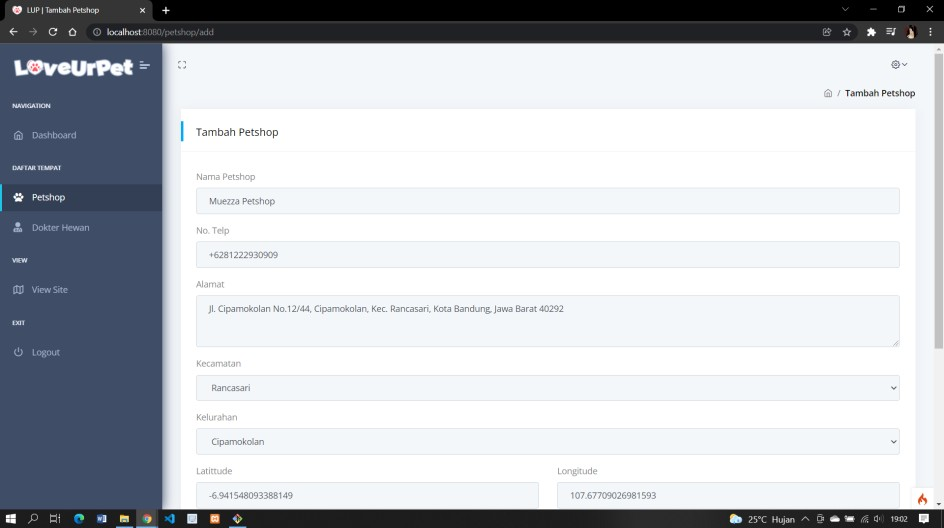 LUP | Tambah Petshop
localhost:8080/petshop/add
LoveUrPet
NAVIGATION
Dashboard
DAFTAR TEMPAT
Petshop
Dokter Hewan
VIEW
View Site
EXIT
Logout
/ Tambah Petshop
Tambah Petshop
Nama Petshop
Muezza Petshop
No. Telp
+6281222930909
Alamat
Jl. Cipamokolan No.12/44, Cipamokolan, Kec. Rancasari, Kota Bandung, Jawa Barat 40292
Kecamatan
Rancasari
Kelurahan
Cipamokolan
Latittude
Longitude
-6.941548093388149
107.67709026981593
25°C Hujan
19:02